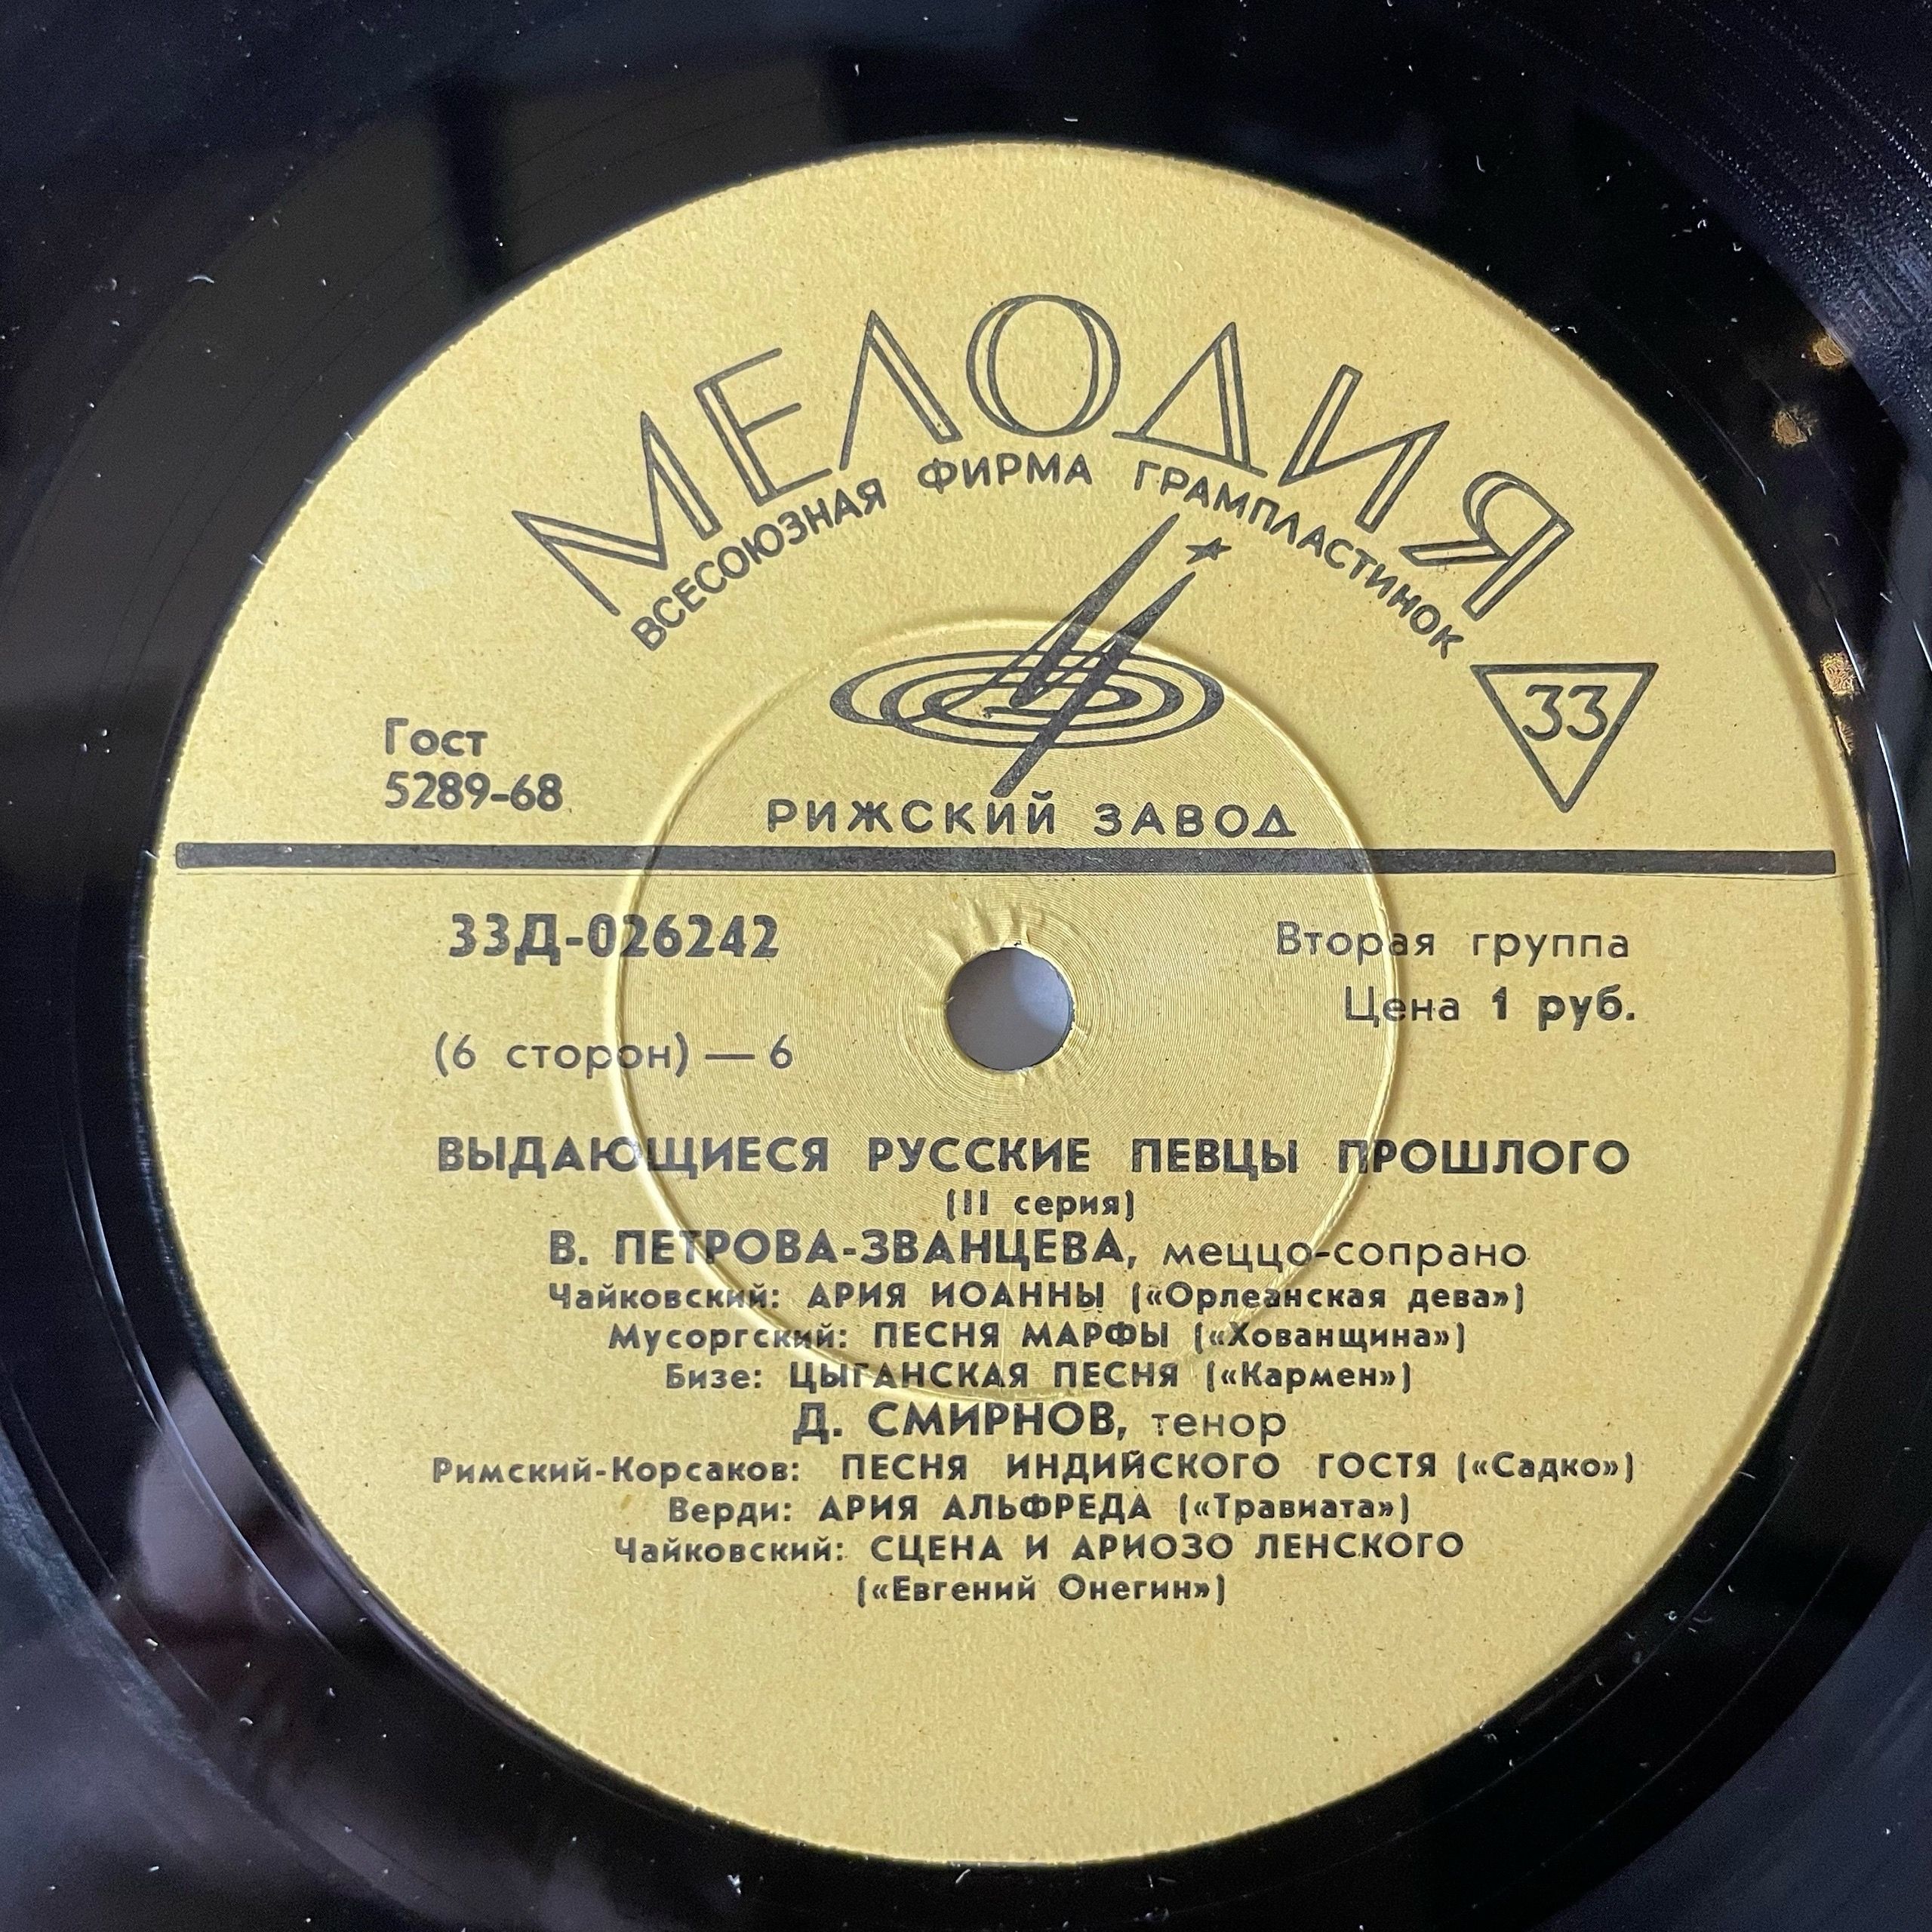 МЕЛОДИЯ
ВСЕСОЮЗНАЯ ФИРМА ГРАМПЛАСТИНОК
33
Гост
5289-68
РИЖСКИЙ ЗАВОД
33Д-026242
Вторая группа
Цена 1 руб.
(6 сторон) — 6
ВЫДАЮЩИЕСЯ РУССКИЕ ПЕВЦЫ ПРОШЛОГО
(II серия)
В. ПЕТРОВА-ЗВАНЦЕВА, меццо-сопрано
Чайковский: АРИЯ ИОАННЫ («Орлеанская дева»)
Мусоргский: ПЕСНЯ МАРФЫ («Хованщина»)
Бизе: ЦЫГАНСКАЯ ПЕСНЯ («Кармен»)
Д. СМИРНОВ, тенор
Римский-Корсаков: ПЕСНЯ ИНДИЙСКОГО ГОСТЯ («Садко»)
Верди: АРИЯ АЛЬФРЕДА («Травиата»)
Чайковский: СЦЕНА И АРИОЗО ЛЕНСКОГО
(«Евгений Онегин»)